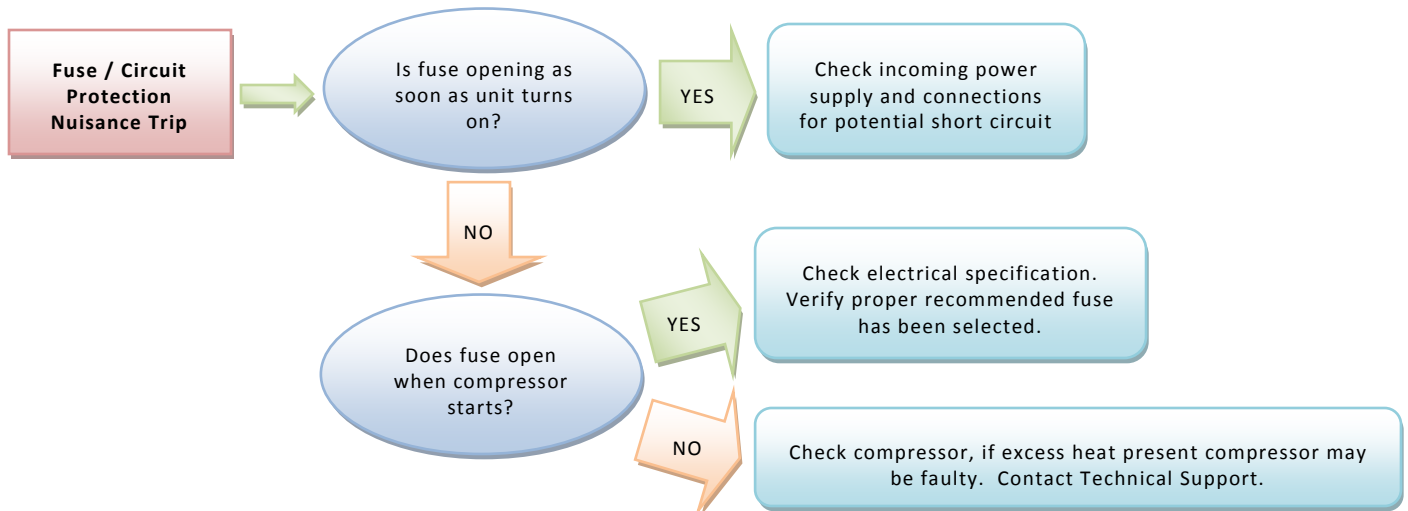 Fuse / Circuit
Protection
Nuisance Trip
Is fuse opening as
soon as unit turns
on?
YES
Check incoming power
supply and connections
for potential short circuit
NO
Does fuse open
when compressor
starts?
YES
Check electrical specification.
Verify proper recommended fuse
has been selected.
NO
Check compressor, if excess heat present compressor may
be faulty.  Contact Technical Support.